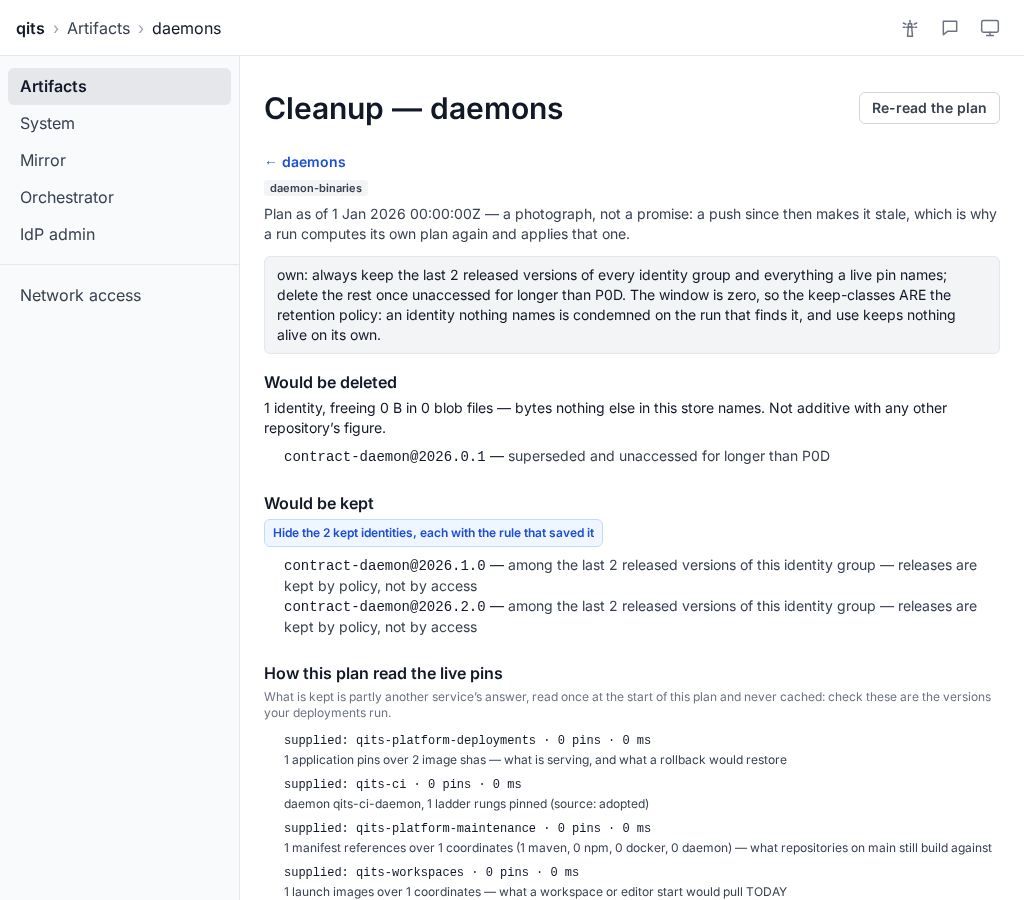 qits › Artifacts › daemons
Artifacts
System
Mirror
Orchestrator
IdP admin
Network access
Cleanup — daemons
Re-read the plan
← daemons
daemon-binaries
Plan as of 1 Jan 2026 00:00:00Z — a photograph, not a promise: a push since then makes it stale, which is why
a run computes its own plan again and applies that one.
own: always keep the last 2 released versions of every identity group and everything a live pin names;
delete the rest once unaccessed for longer than P0D. The window is zero, so the keep-classes ARE the
retention policy: an identity nothing names is condemned on the run that finds it, and use keeps nothing
alive on its own.
Would be deleted
1 identity, freeing 0 B in 0 blob files — bytes nothing else in this store names. Not additive with any other
repository’s figure.
contract-daemon@2026.0.1 — superseded and unaccessed for longer than P0D
Would be kept
Hide the 2 kept identities, each with the rule that saved it
contract-daemon@2026.1.0 — among the last 2 released versions of this identity group — releases are
kept by policy, not by access
contract-daemon@2026.2.0 — among the last 2 released versions of this identity group — releases are
kept by policy, not by access
How this plan read the live pins
What is kept is partly another service’s answer, read once at the start of this plan and never cached: check these are the versions
your deployments run.
supplied: qits-platform-deployments · 0 pins · 0 ms
1 application pins over 2 image shas — what is serving, and what a rollback would restore
supplied: qits-ci · 0 pins · 0 ms
daemon qits-ci-daemon, 1 ladder rungs pinned (source: adopted)
supplied: qits-platform-maintenance · 0 pins · 0 ms
1 manifest references over 1 coordinates (1 maven, 0 npm, 0 docker, 0 daemon) — what repositories on main still build against
supplied: qits-workspaces · 0 pins · 0 ms
1 launch images over 1 coordinates — what a workspace or editor start would pull TODAY